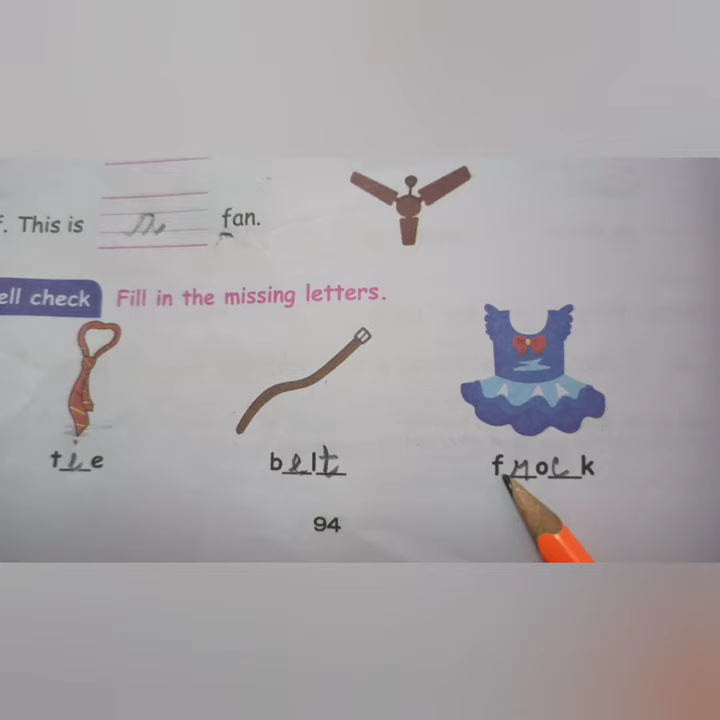 f. This is a fan.
ell check Fill in the missing letters.
tie belt frock
94